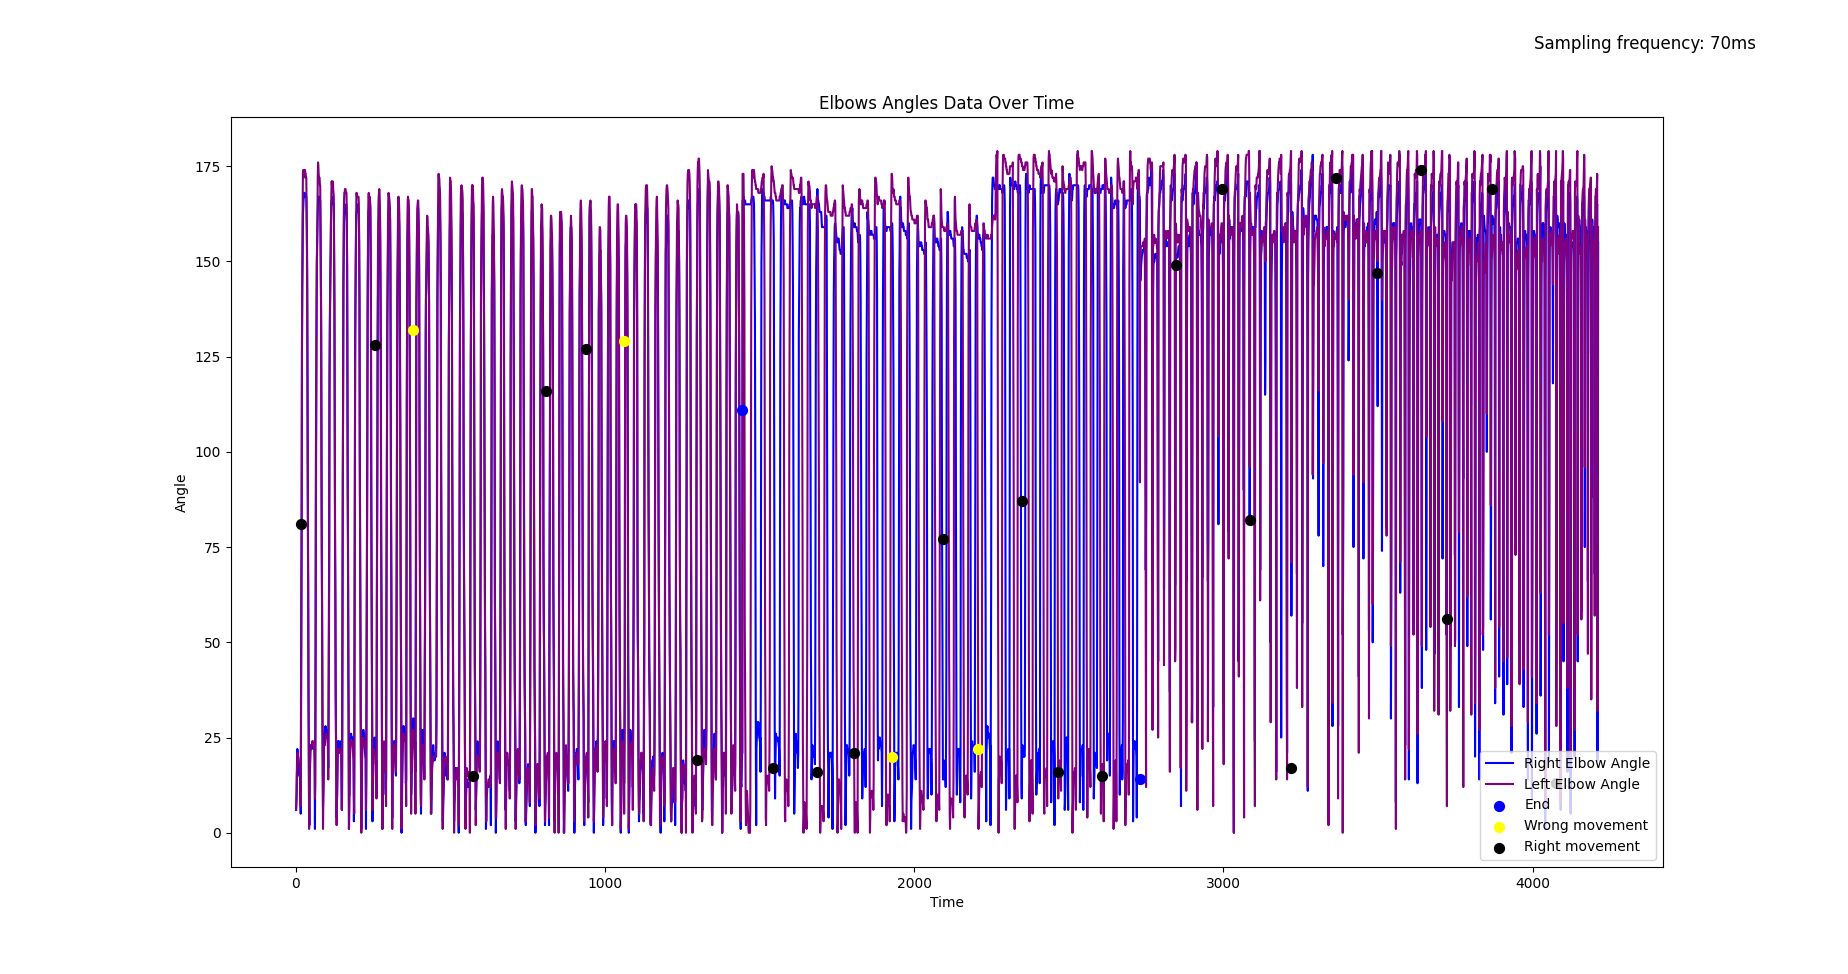 Sampling frequency: 70ms
Elbows Angles Data Over Time
175
150
125
100
75
50
25
0
Angle
0 1000 2000 3000 4000
Time
Right Elbow Angle
Left Elbow Angle
End
Wrong movement
Right movement